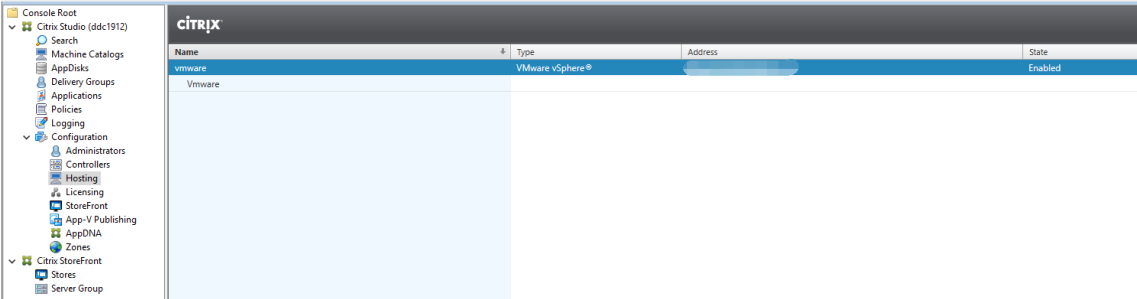 Console Root
Citrix Studio (ddc1912)
Search
Machine Catalogs
AppDisks
Delivery Groups
Applications
Policies
Logging
Configuration
Administrators
Controllers
Hosting
Licensing
StoreFront
App-V Publishing
AppDNA
Zones
Citrix StoreFront
Stores
Server Group
CİTRIX
Name Type Address State
vmware VMware vSphere® Enabled
Vmware